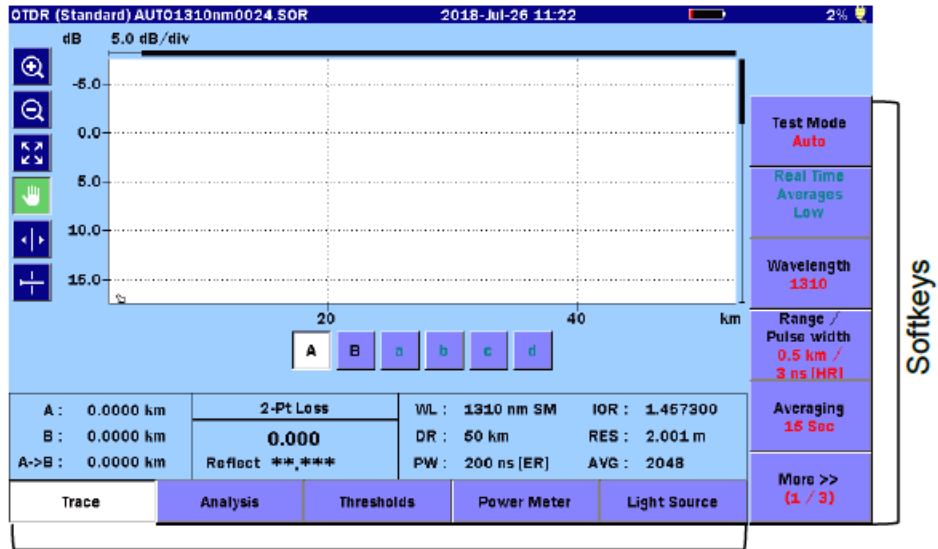 OTDR (Standard) AUTO1310nm0024.SOR 2018-Jul-26 11:22 2%
dB 5.0 dB/div
-5.0
0.0
5.0
10.0
15.0
20 40 km
A B a b c d
A : 0.0000 km
B : 0.0000 km
A->B : 0.0000 km
2-Pt Loss
0.000
Reflect **.***
WL : 1310 nm SM IOR : 1.457300
DR : 50 km RES : 2.001 m
PW : 200 ns [ER] AVG : 2048
Trace Analysis Thresholds Power Meter Light Source
Test Mode
Auto
Real Time
Averages
Low
Wavelength
1310
Range /
Pulse width
0.5 km /
3 ns [HR]
Averaging
15 Sec
More >>
(1 / 3)
Softkeys